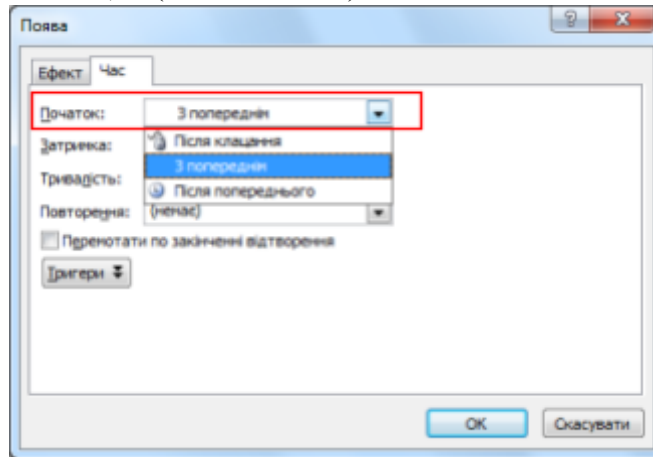 Поява
Ефект Час
Початок: З попереднім
Затримка: Після клацання
З попереднім
Тривалість: Після попереднього
Повторення: (немає)
Перемотати по закінченні відтворення
Тригери
ОК Скасувати